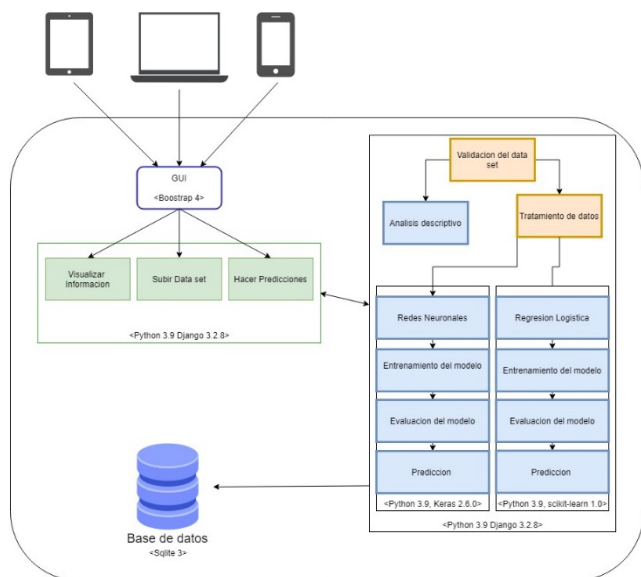 GUI
<Boostrap 4>
Visualizar
Informacion
Subir Data set
Hacer Predicciones
<Python 3.9 Django 3.2.8>
Validacion del data
set
Analisis descriptivo
Tratamiento de datos
Redes Neuronales
Entrenamiento del modelo
Evaluacion del modelo
Prediccion
<Python 3.9, Keras 2.6.0>
Regresion Logistica
Entrenamiento del modelo
Evaluacion del modelo
Prediccion
<Python 3.9, scikit-learn 1.0>
<Python 3.9 Django 3.2.8>
Base de datos
<Sqlite 3>